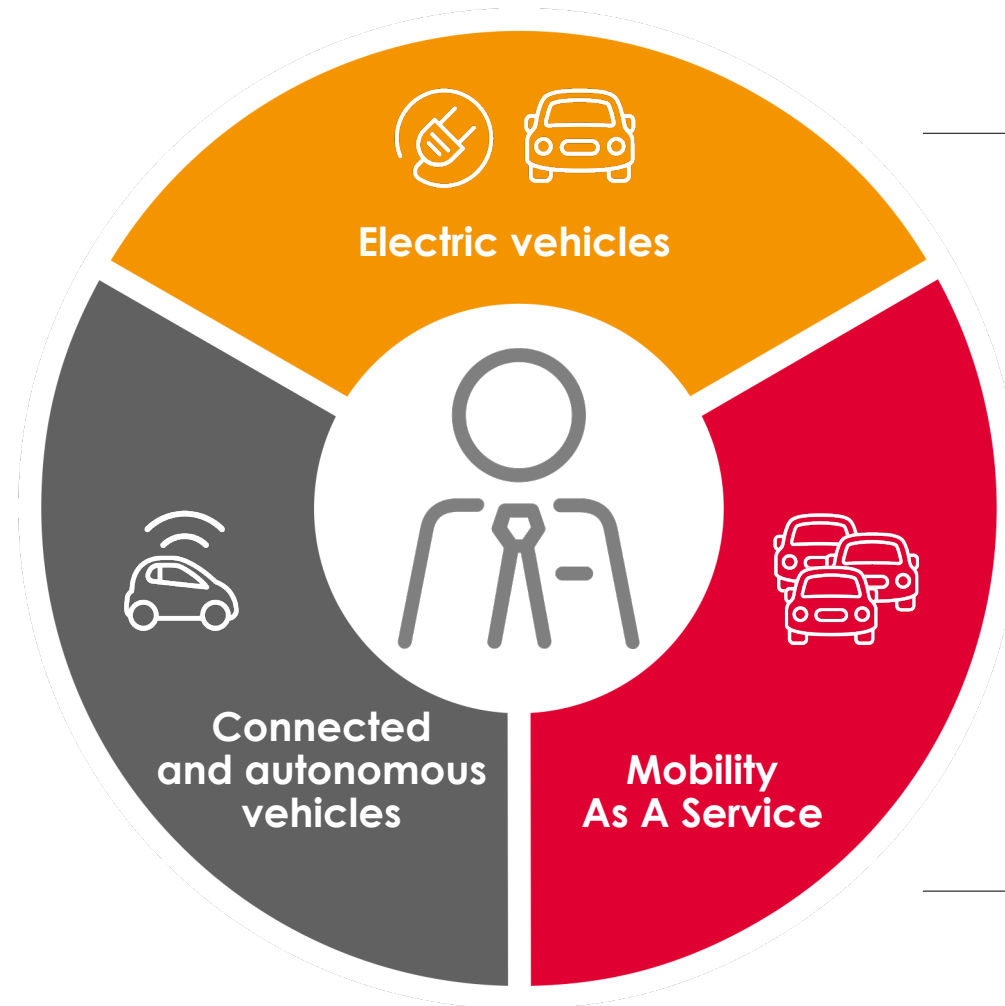 Electric vehicles
Connected
and autonomous
vehicles
Mobility
As A Service